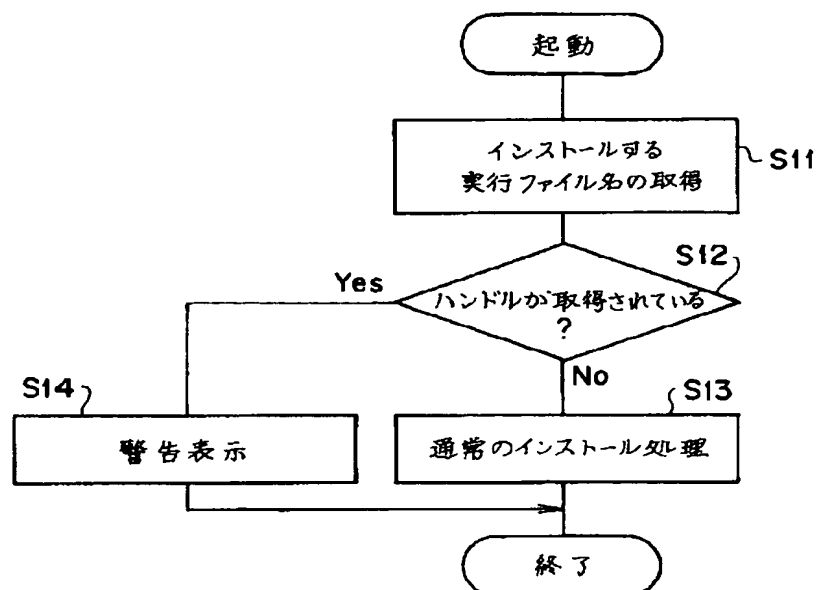 起動
インストールする
実行ファイル名の取得
S11
S12
Yes
ハンドルが取得されている
?
No
S14
S13
警告表示
通常のインストール処理
終了